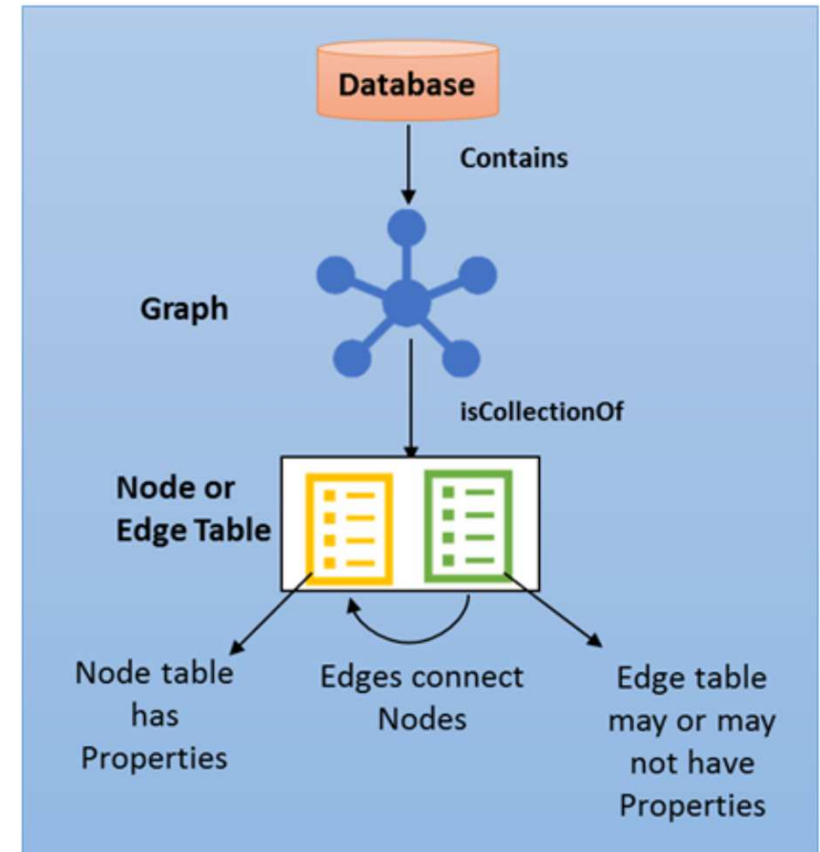 Database
Contains
Graph
isCollectionOf
Node or
Edge Table
Node table
has
Properties
Edges connect
Nodes
Edge table
may or may
not have
Properties